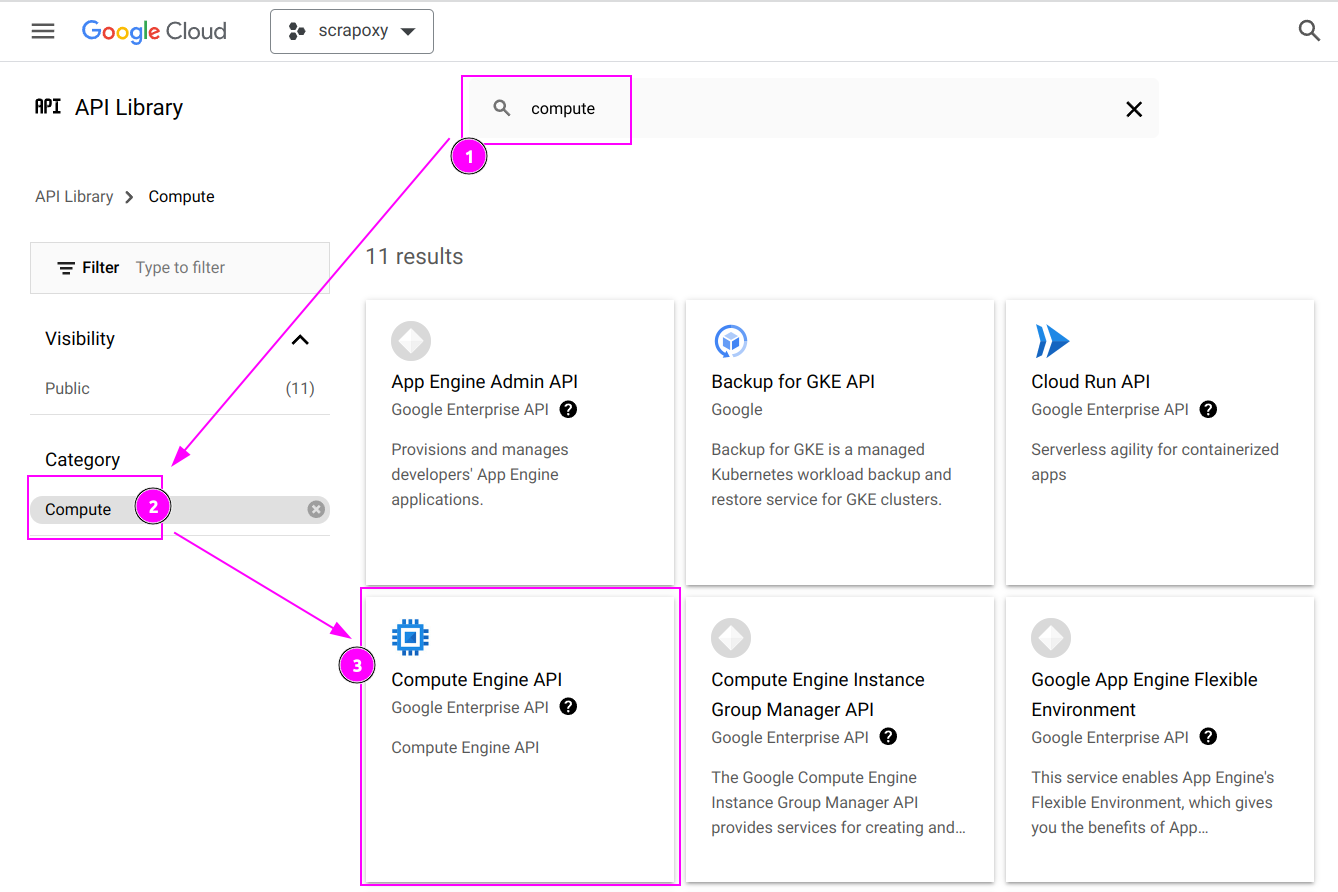 Google Cloud
scrapoxy
API API Library
compute
1
API Library Compute
Filter Type to filter
Visibility
Public (11)
Category
Compute
2
11 results
App Engine Admin API
Google Enterprise API ?
Provisions and manages
developers' App Engine
applications.
Backup for GKE API
Google
Backup for GKE is a managed
Kubernetes workload backup and
restore service for GKE clusters.
Cloud Run API
Google Enterprise API ?
Serverless agility for containerized
apps
3
Compute Engine API
Google Enterprise API ?
Compute Engine API
Compute Engine Instance
Group Manager API
Google Enterprise API ?
The Google Compute Engine
Instance Group Manager API
provides services for creating and…
Google App Engine Flexible
Environment
Google Enterprise API ?
This service enables App Engine's
Flexible Environment, which gives
you the benefits of App…